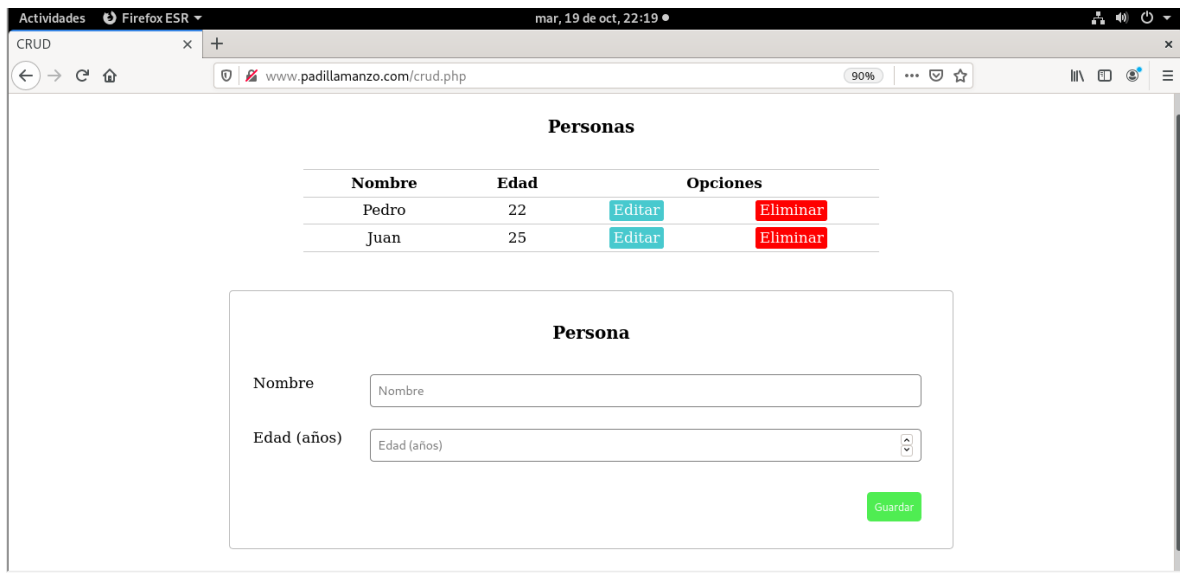 Actividades Firefox ESR mar, 19 de oct, 22:19
CRUD
www.padillamanzo.com/crud.php 90%
Personas
Nombre Edad Opciones
Pedro 22 Editar Eliminar
Juan 25 Editar Eliminar
Persona
Nombre Nombre
Edad (años) Edad (años)
Guardar